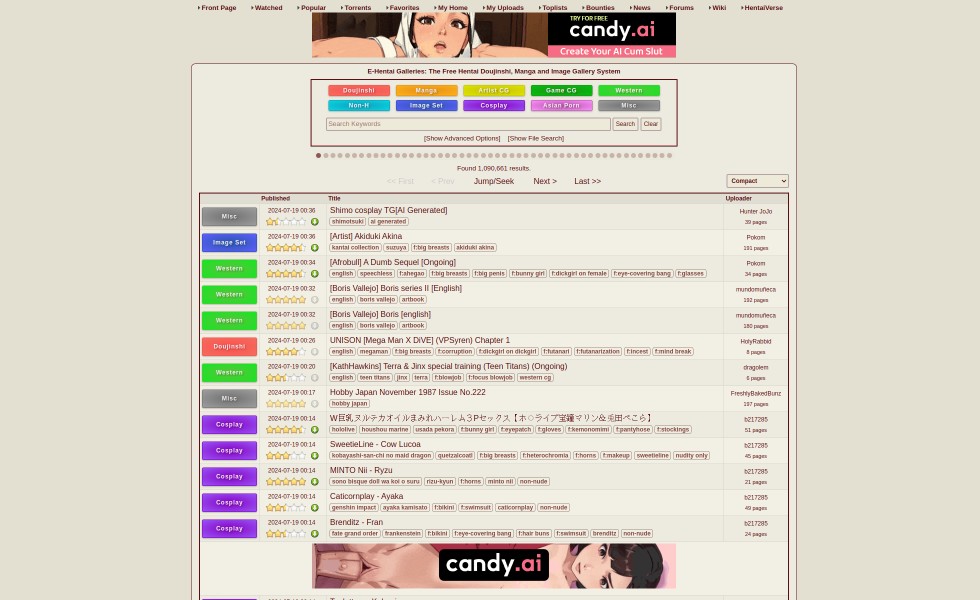 Front Page Watched Popular Torrents Favorites My Home My Uploads Toplists Bounties News Forums Wiki HentaiVerse
TRY FOR FREE
candy.ai
Create Your AI Cum Slut
E-Hentai Galleries: The Free Hentai Doujinshi, Manga and Image Gallery System
Doujinshi Manga Artist CG Game CG Western
Non-H Image Set Cosplay Asian Porn Misc
Search Keywords Search Clear
[Show Advanced Options] [Show File Search]
Found 1,090,661 results.
<< First < Prev Jump/Seek Next > Last >> Compact
Published Title Uploader
Misc 2024-07-19 00:36 Shimo cosplay TG[AI Generated] Hunter JoJo
shimotsuki ai generated 39 pages
Image Set 2024-07-19 00:36 [Artist] Akiduki Akina Pokom
kantai collection suzuya f:big breasts akiduki akina 191 pages
Western 2024-07-19 00:34 [Afrobull] A Dumb Sequel [Ongoing] Pokom
english speechless f:ahegao f:big breasts f:big penis f:bunny girl f:dickgirl on female f:eye-covering bang f:glasses 34 pages
Western 2024-07-19 00:32 [Boris Vallejo] Boris series II [English] mundomuñeca
english boris vallejo artbook 192 pages
Western 2024-07-19 00:32 [Boris Vallejo] Boris [english] mundomuñeca
english boris vallejo artbook 180 pages
Doujinshi 2024-07-19 00:26 UNISON [Mega Man X DiVE] (VPSyren) Chapter 1 HolyRabbid
english megaman f:big breasts f:corruption f:dickgirl on dickgirl f:futanari f:futanarization f:incest f:mind break 8 pages
Western 2024-07-19 00:20 [KathHawkins] Terra & Jinx special training (Teen Titans) (Ongoing) dragolem
english teen titans jinx terra f:blowjob f:focus blowjob western cg 6 pages
Misc 2024-07-19 00:17 Hobby Japan November 1987 Issue No.222 FreshlyBakedBunz
hobby japan 197 pages
Cosplay 2024-07-19 00:14 W巨乳ヌルテカオイルまみれハーレム3Pセックス【ホ○ライブ宝鐘マリン&兎田ぺこら】 b217285
hololive houshou marine usada pekora f:bunny girl f:eyepatch f:gloves f:kemonomimi f:pantyhose f:stockings 51 pages
Cosplay 2024-07-19 00:14 SweetieLine - Cow Lucoa b217285
kobayashi-san-chi no maid dragon quetzalcoatl f:big breasts f:heterochromia f:horns f:makeup sweetieline nudity only 45 pages
Cosplay 2024-07-19 00:14 MINTO Nii - Ryzu b217285
sono bisque doll wa koi o suru rizu-kyun f:horns minto nii non-nude 21 pages
Cosplay 2024-07-19 00:14 Caticornplay - Ayaka b217285
genshin impact ayaka kamisato f:bikini f:swimsuit caticornplay non-nude 49 pages
Cosplay 2024-07-19 00:14 Brenditz - Fran b217285
fate grand order frankenstein f:bikini f:eye-covering bang f:hair buns f:swimsuit brenditz non-nude 24 pages
candy.ai